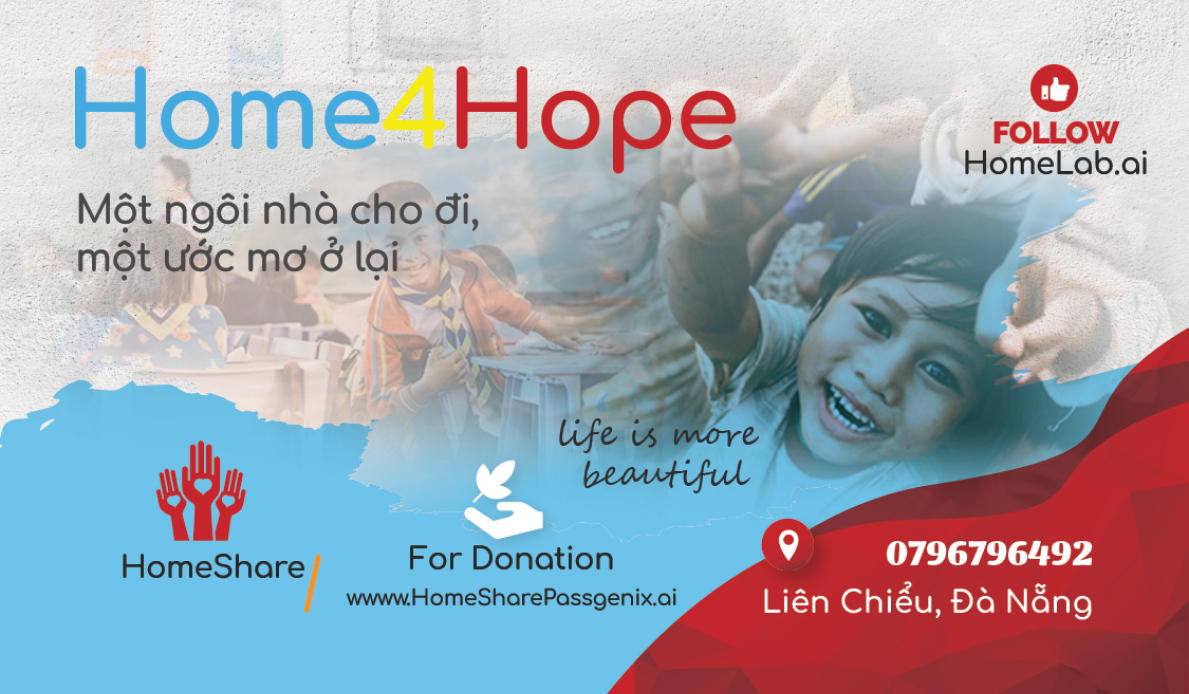 Home4Hope
FOLLOW
HomeLab.ai
Một ngôi nhà cho đi,
một ước mơ ở lại
life is more
beautiful
HomeShare
For Donation
wwww.HomeSharePassgenix.ai
0796796492
Liên Chiểu, Đà Nẵng